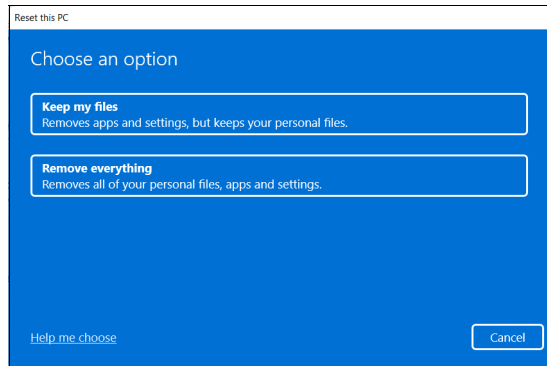 Reset this PC
Choose an option
Keep my files
Removes apps and settings, but keeps your personal files.
Remove everything
Removes all of your personal files, apps and settings.
Help me choose
Cancel